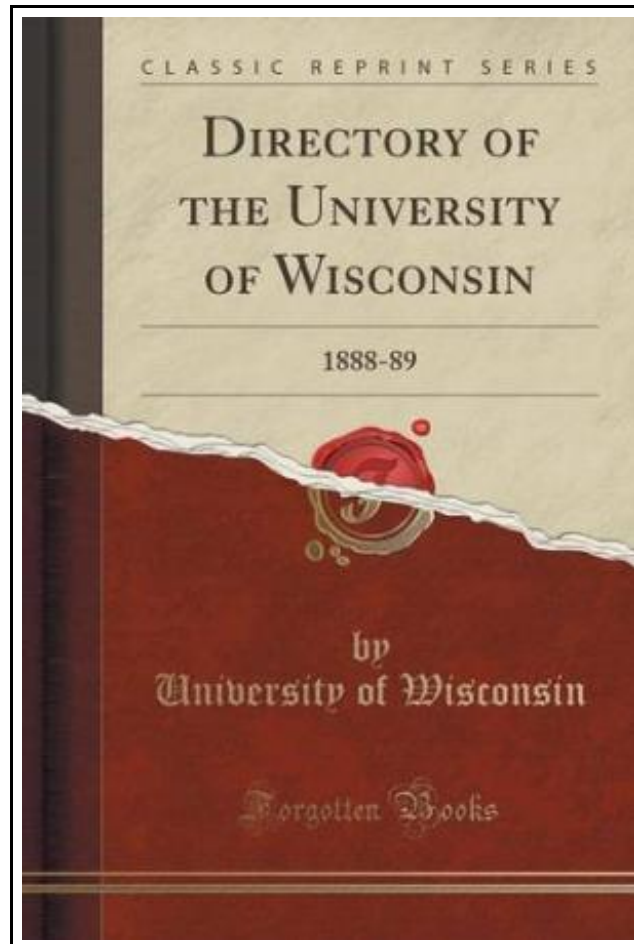 CLASSIC REPRINT SERIES
DIRECTORY OF
THE UNIVERSITY
OF WISCONSIN
1888-89
F
by
University of Wisconsin
Forgotten Books